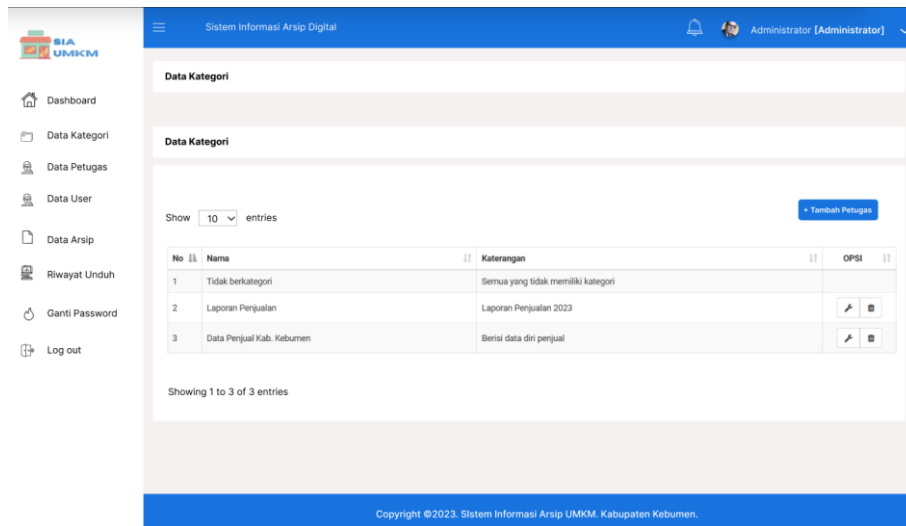 SIA
UMKM
Sistem Informasi Arsip Digital
Administrator [Administrator]
Dashboard
Data Kategori
Data Petugas
Data User
Data Arsip
Riwayat Unduh
Ganti Password
Log out
Data Kategori
Data Kategori
Show 10 entries
+ Tambah Petugas
No Nama Katerangan OPSI
1 Tidak berkategori Semua yang tidak memiliki kategori
2 Laporan Penjualan Laporan Penjualan 2023
3 Data Penjual Kab. Kebumen Berisi data diri penjual
Showing 1 to 3 of 3 entries
Copyright ©2023. SIstem Informasi Arsip UMKM. Kabupaten Kebumen.